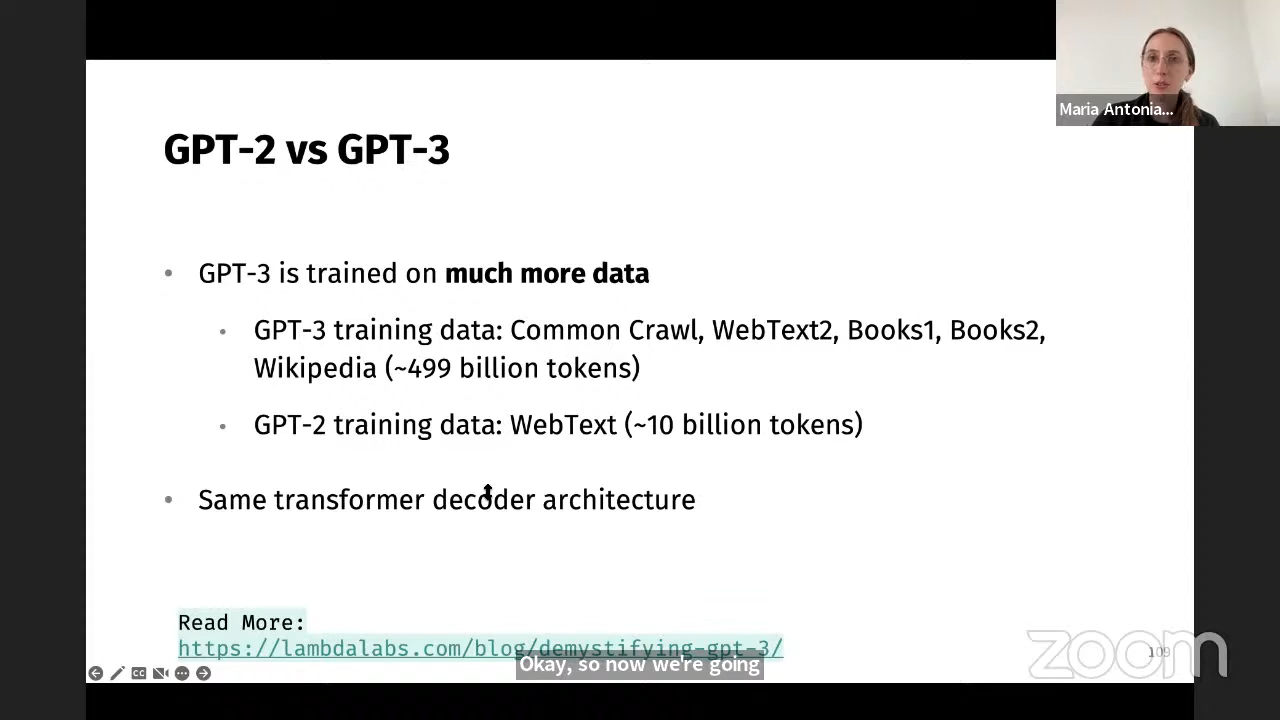 Maria Antonia...
GPT-2 vs GPT-3
• GPT-3 is trained on much more data
• GPT-3 training data: Common Crawl, WebText2, Books1, Books2,
Wikipedia (~499 billion tokens)
• GPT-2 training data: WebText (~10 billion tokens)
• Same transformer decoder architecture
Read More:
https://lambdalabs.com/blog/demystifying-gpt-3/
Okay, so now we're going
zoom
109
CC